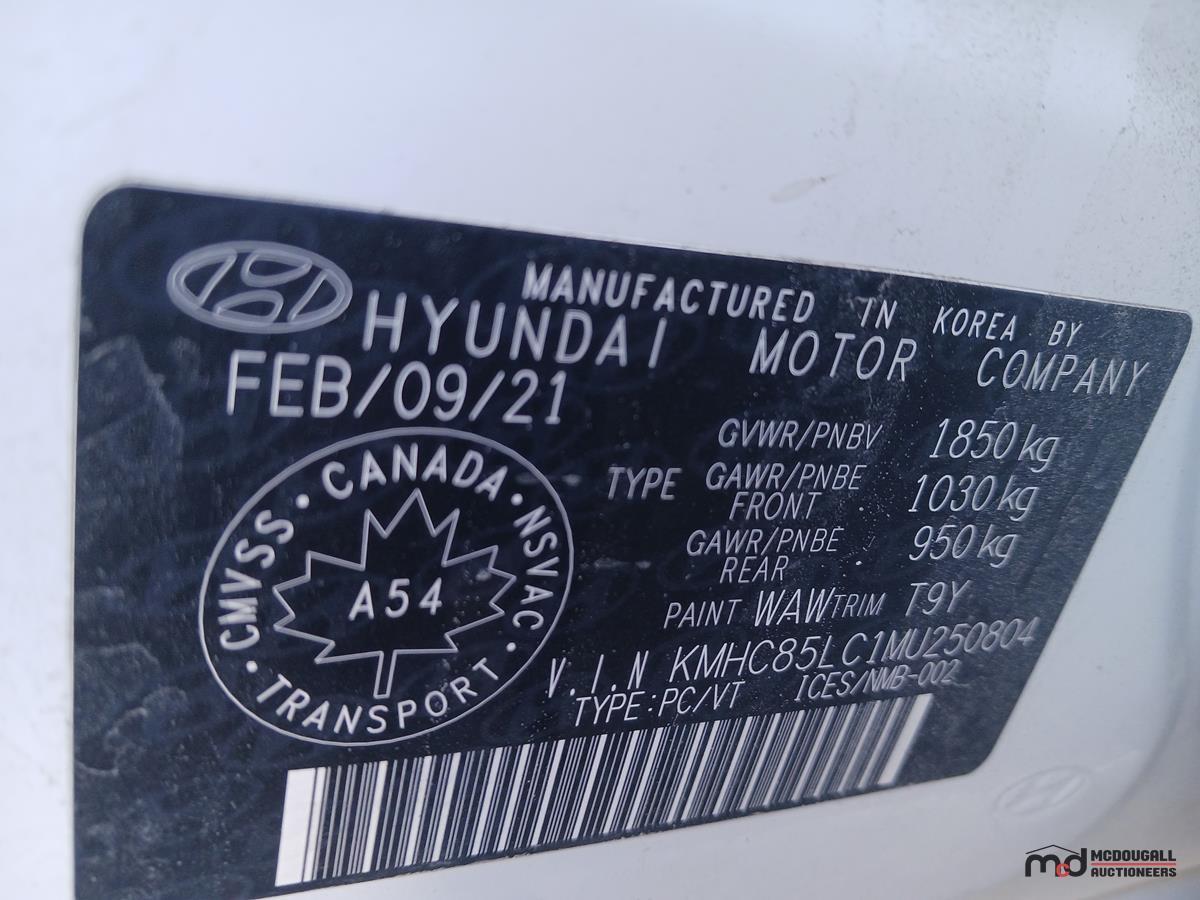 MANUFACTURED IN KOREA BY
HYUNDAI MOTOR COMPANY
FEB/09/21
GVWR/PNBV 1850kg
TYPE GAWR/PNBE FRONT 1030kg
GAWR/PNBE REAR 950kg
PAINT WAW TRIM T9Y
V.I.N KMHC85LC1MU250804
TYPE:PC/VT ICES/NMB-002
· CMVSS · CANADA · NSVAC ·
TRANSPORT
A54
mcd MCDOUGALL
AUCTIONEERS